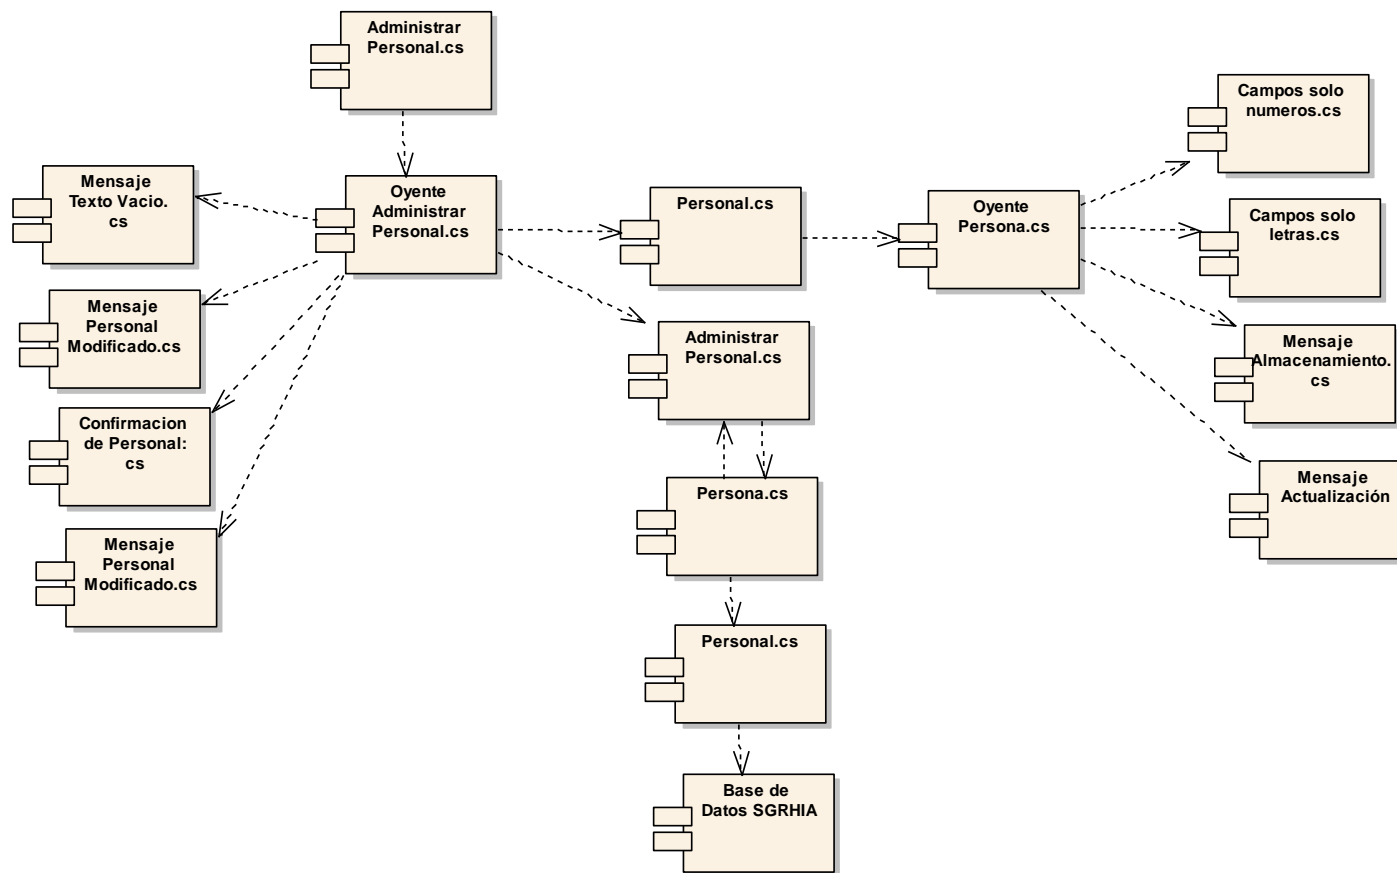 Administrar
Personal.cs
Campos solo
numeros.cs
Mensaje
Texto Vacio.
cs
Oyente
Administrar
Personal.cs
Personal.cs
Oyente
Persona.cs
Campos solo
letras.cs
Mensaje
Personal
Modificado.cs
Administrar
Personal.cs
Mensaje
Almacenamiento.
cs
Confirmacion
de Personal:
cs
Persona.cs
Mensaje
Actualización
Mensaje
Personal
Modificado.cs
Personal.cs
Base de
Datos SGRHIA